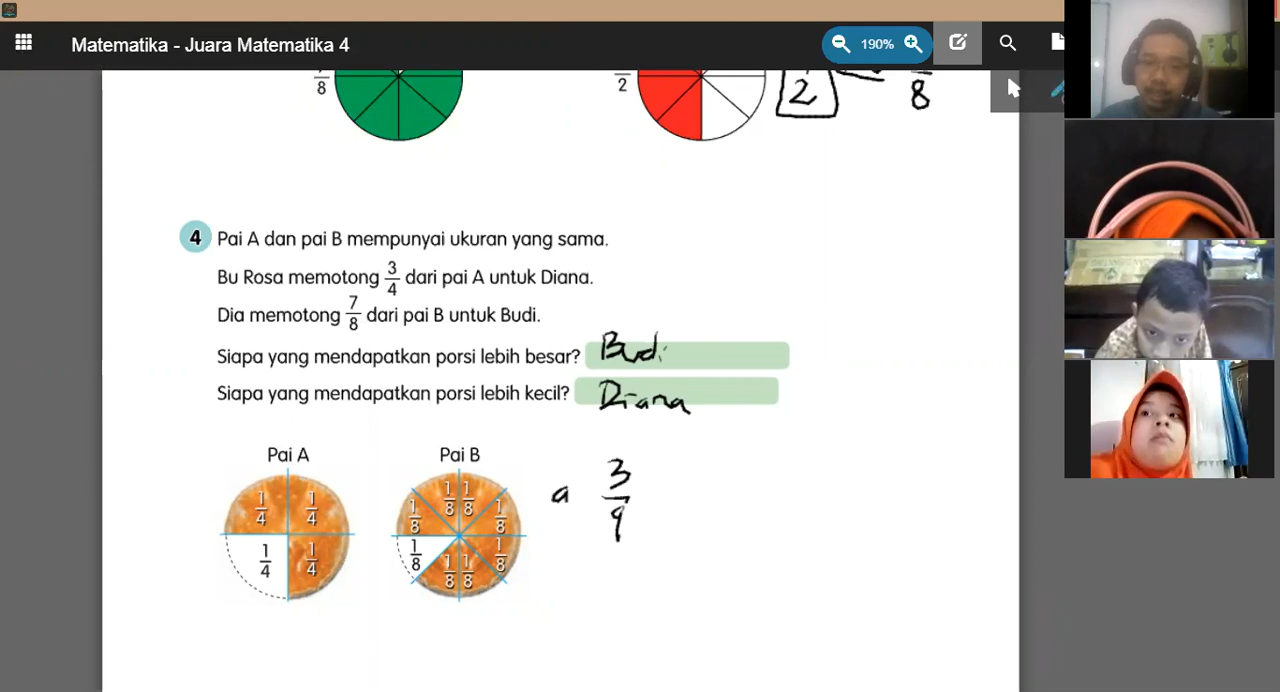 Matematika - Juara Matematika 4
190%
7/8
/2
2
/8
4 Pai A dan pai B mempunyai ukuran yang sama.
Bu Rosa memotong 3/4 dari pai A untuk Diana.
Dia memotong 7/8 dari pai B untuk Budi.
Siapa yang mendapatkan porsi lebih besar? Budi
Siapa yang mendapatkan porsi lebih kecil? Diana
Pai A
1/4 1/4
1/4 1/4
Pai B
1/8 1/8
1/8 1/8
1/8 1/8
1/8 1/8
a 3/9